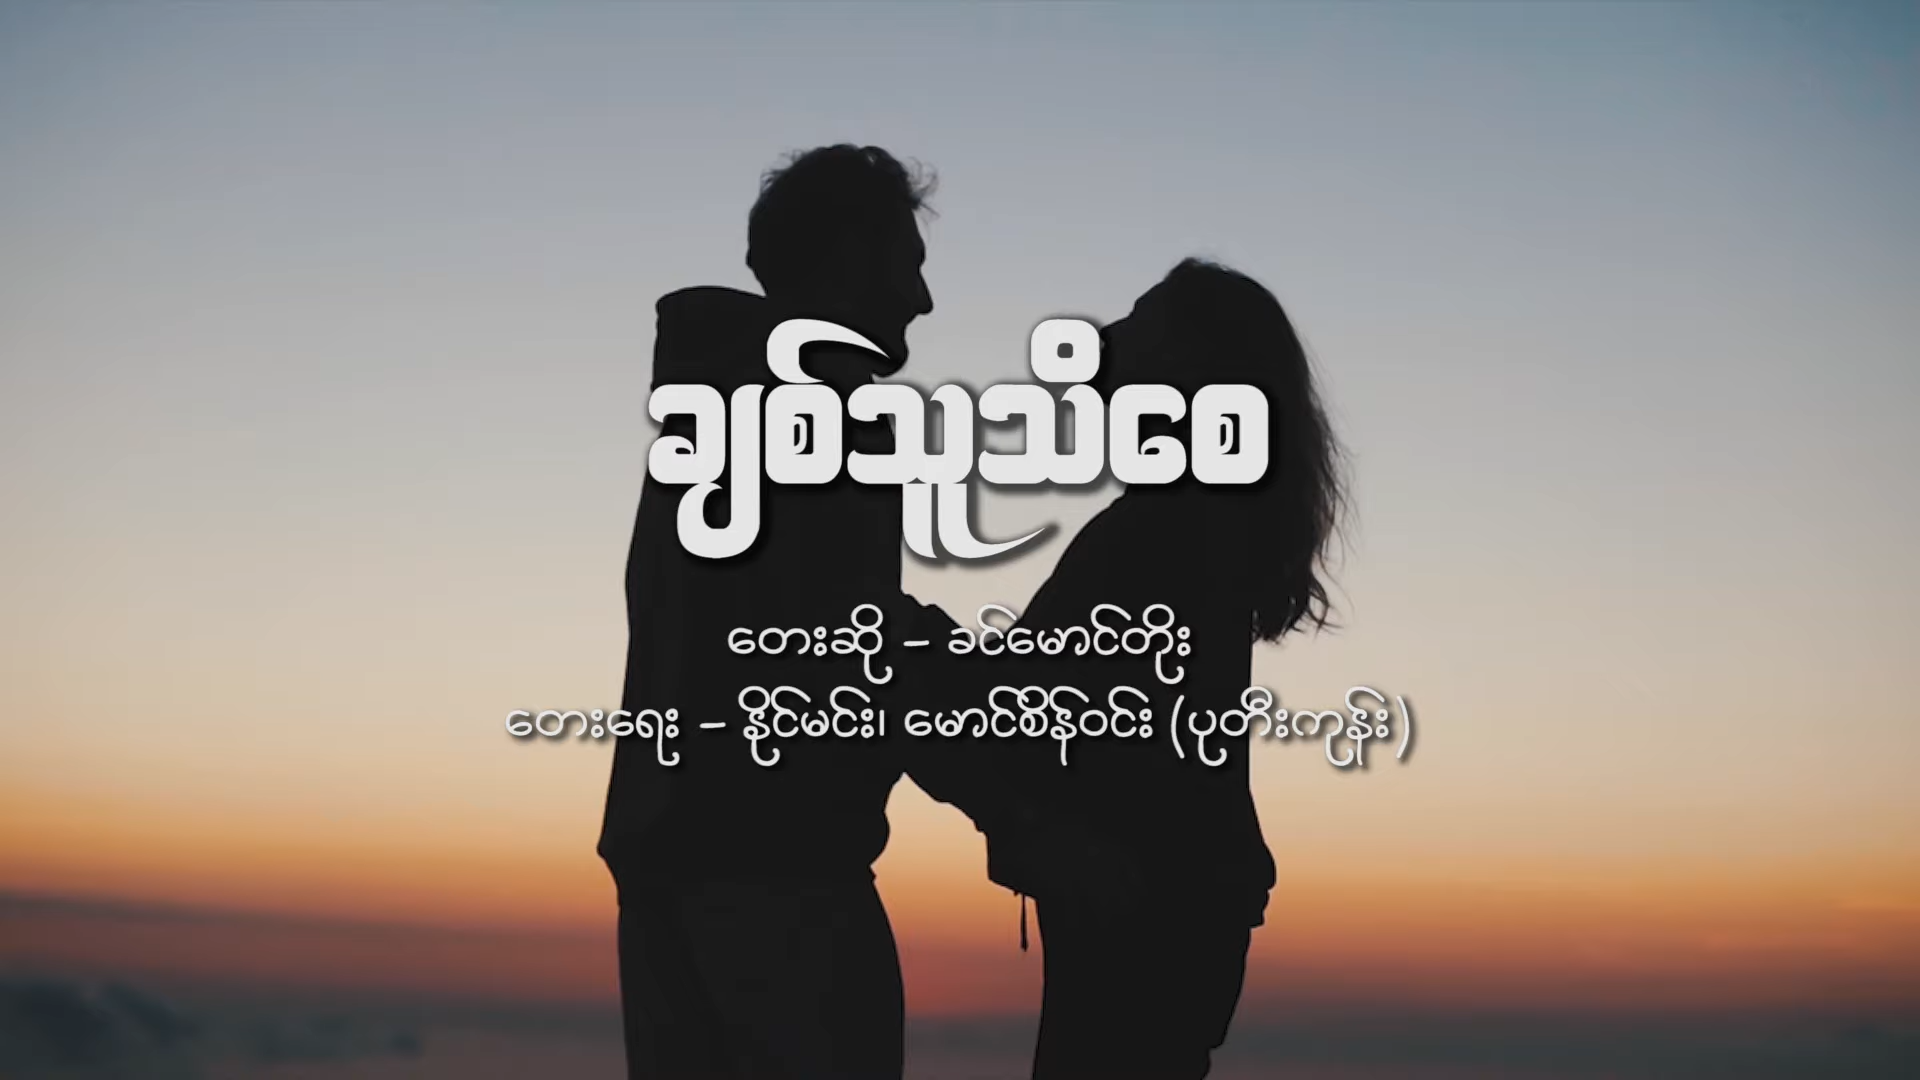 ချစ်သူသိစေ
တေးဆို – ခင်မောင်တိုး
တေးရေး – နိုင်မင်း၊ မောင်စိန်ဝင်း (ပုတီးကုန်း)